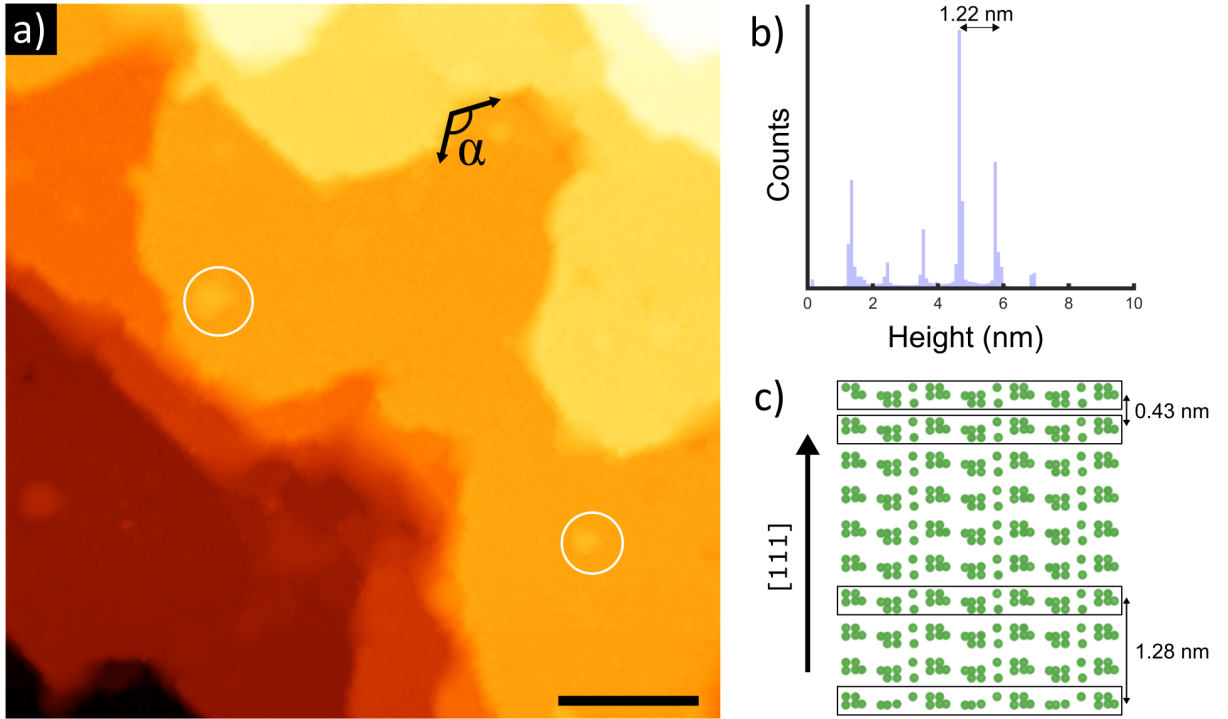 a)
α
b)
1.22 nm
Counts
0 2 4 6 8 10
Height (nm)
c)
0.43 nm
[111]
1.28 nm